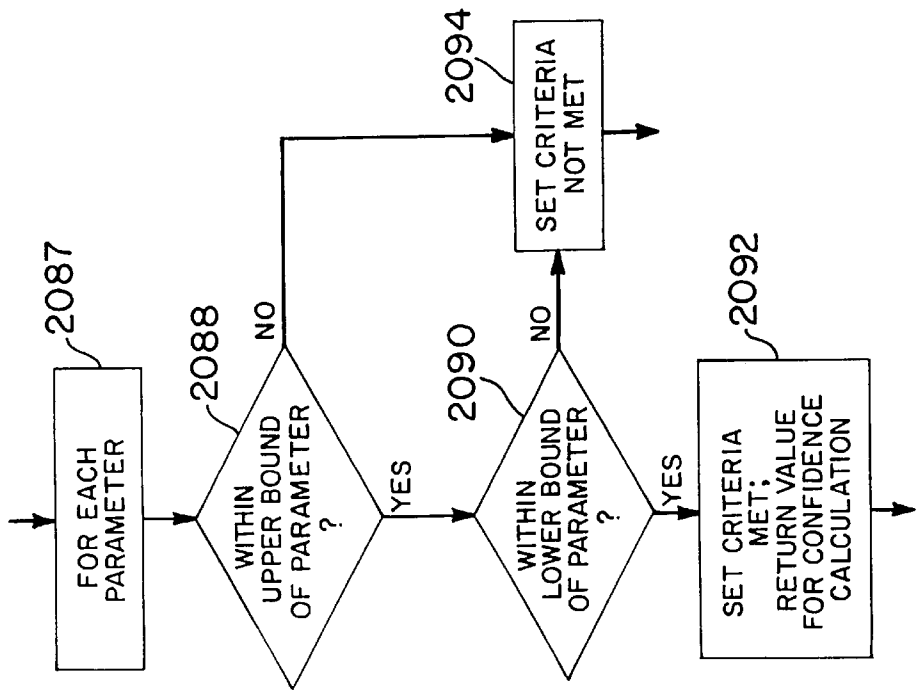 2087
FOR EACH
PARAMETER
2088
WITHIN
UPPER BOUND
OF PARAMETER
?
NO
YES
2090
WITHIN
LOWER BOUND
OF PARAMETER
?
NO
YES
2094
SET CRITERIA
NOT MET
2092
SET CRITERIA
MET;
RETURN VALUE
FOR CONFIDENCE
CALCULATION